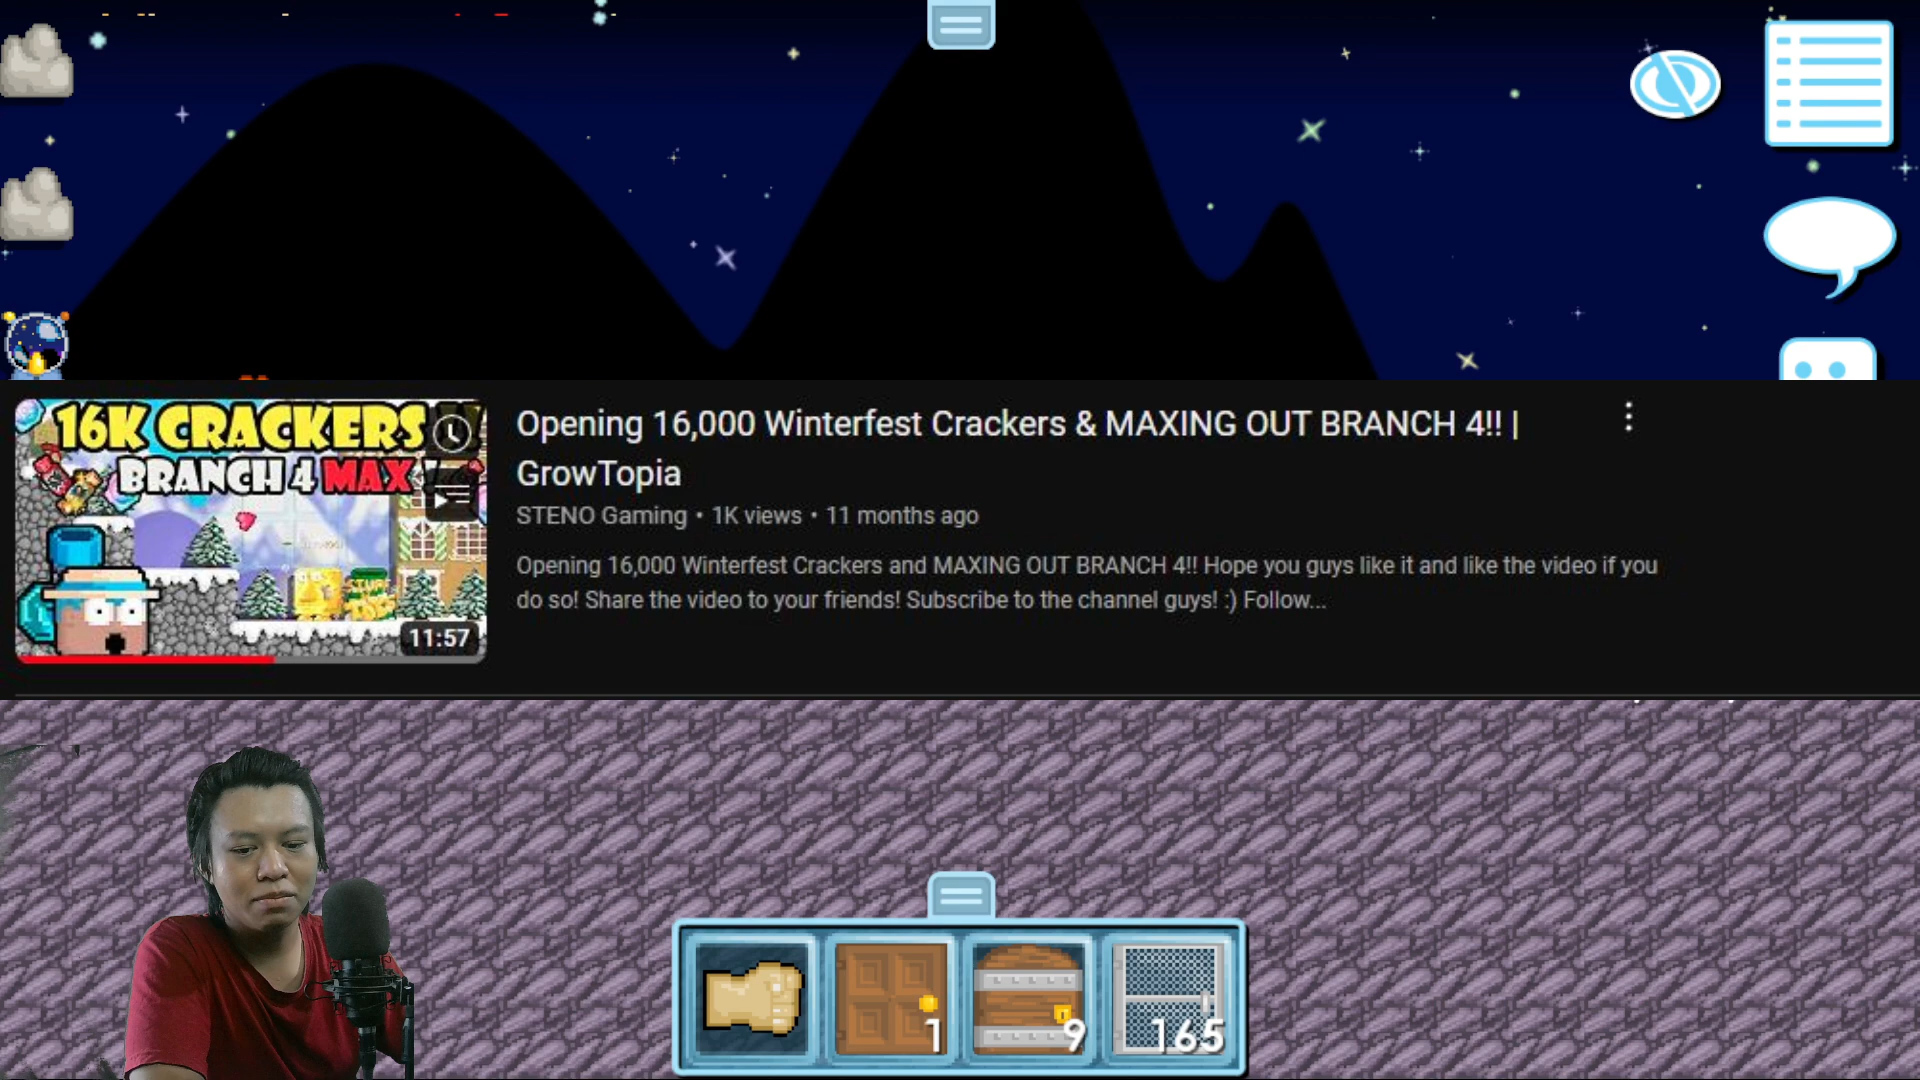 16K CRACKERS
BRANCH 4 MAX
11:57
Opening 16,000 Winterfest Crackers & MAXING OUT BRANCH 4!! |
GrowTopia
STENO Gaming • 1K views • 11 months ago
Opening 16,000 Winterfest Crackers and MAXING OUT BRANCH 4!! Hope you guys like it and like the video if you
do so! Share the video to your friends! Subscribe to the channel guys! :) Follow...
1
9
165